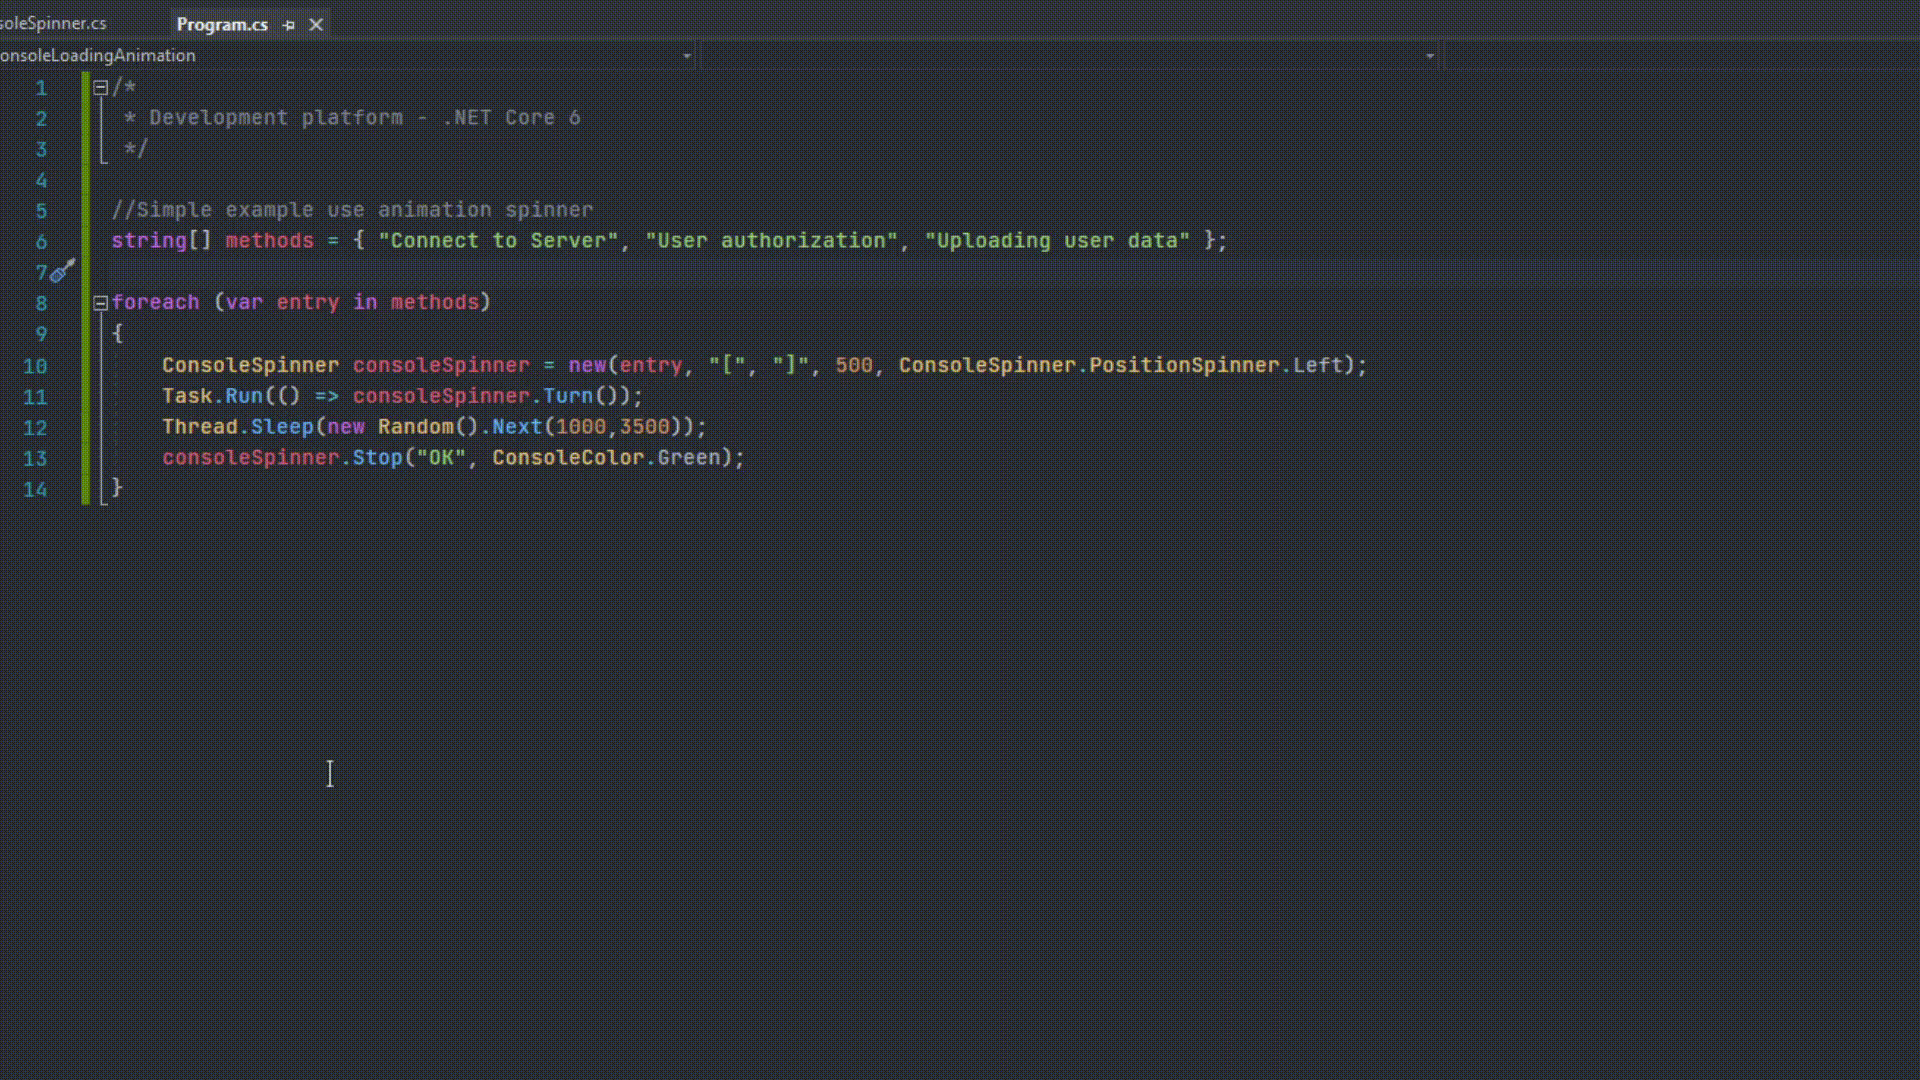 soleSpinner.cs
Program.cs
onsoleLoadingAnimation
1 /*
2 * Development platform - .NET Core 6
3 */
4
5 //Simple example use animation spinner
6 string[] methods = { "Connect to Server", "User authorization", "Uploading user data" };
7
8 foreach (var entry in methods)
9 {
10 ConsoleSpinner consoleSpinner = new(entry, "[", "]", 500, ConsoleSpinner.PositionSpinner.Left);
11 Task.Run(() => consoleSpinner.Turn());
12 Thread.Sleep(new Random().Next(1000,3500));
13 consoleSpinner.Stop("OK", ConsoleColor.Green);
14 }